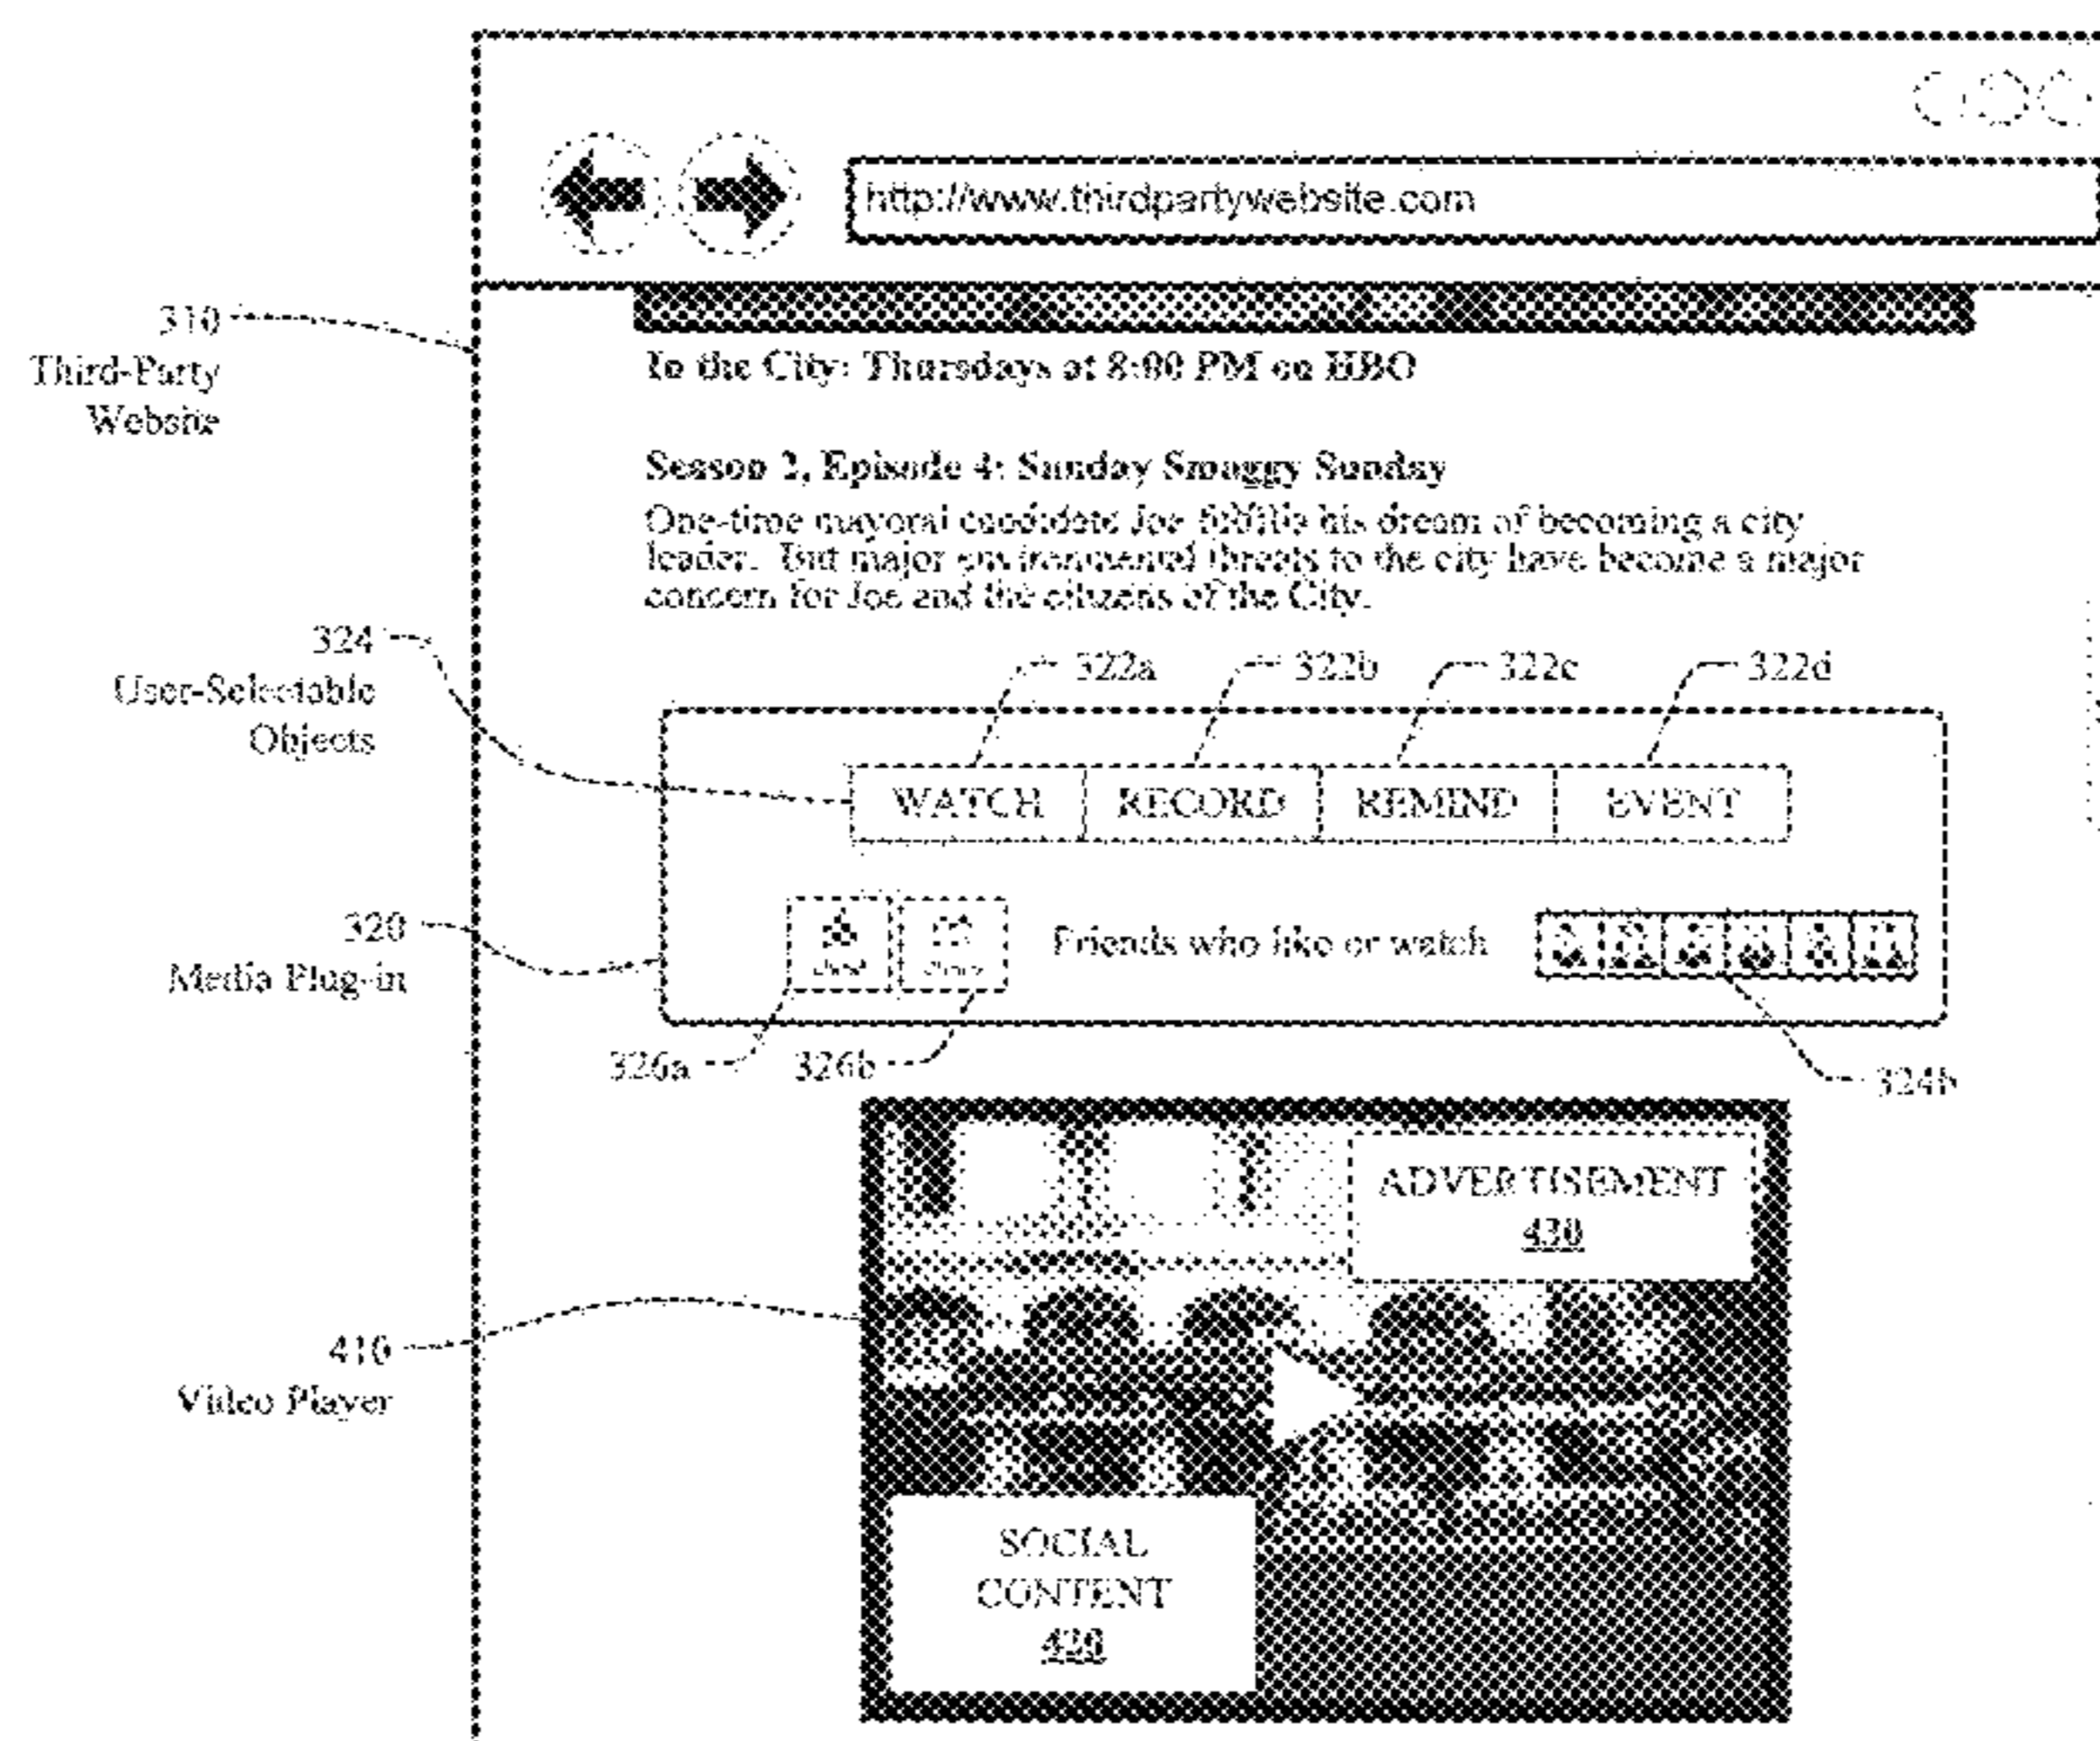 http://www.thirdpartywebsite.com
310
Third-Party
Website
In the City: Thursdays at 8:00 PM on HBO
Season 2, Episode 4: Sunday Smoggy Sunday
One-time mayoral candidate Joe fulfills his dream of becoming a city
leader. But major environmental threats to the city have become a major
concern for Joe and the citizens of the City.
324
User-Selectable
Objects
322a
322b
322c
322d
WATCH
RECORD
REMIND
EVENT
320
Media Plug-in
Friends who like or watch
326a
326b
324b
ADVERTISEMENT
430
410
Video Player
SOCIAL
CONTENT
420